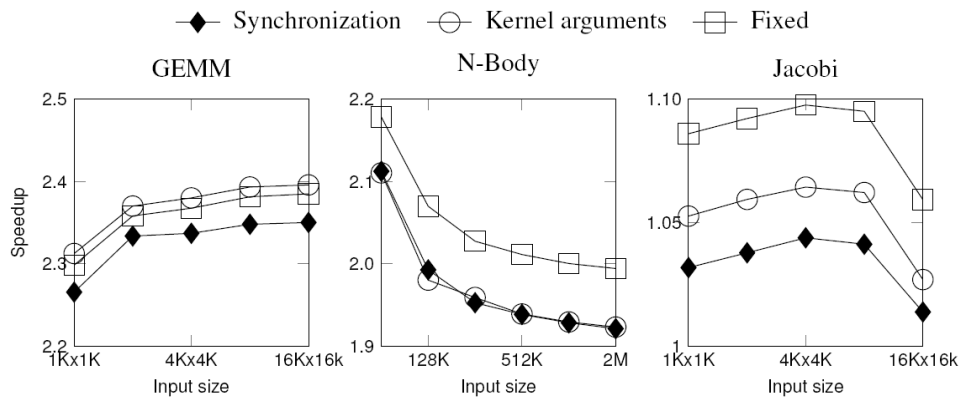 Synchronization Kernel arguments Fixed
GEMM N-Body Jacobi
Speedup
2.5
2.4
2.3
2.2
1Kx1K 4Kx4K 16Kx16k
Input size
2.2
2.1
2.0
1.9
128K 512K 2M
Input size
1.10
1.05
1
1Kx1K 4Kx4K 16Kx16K
Input size